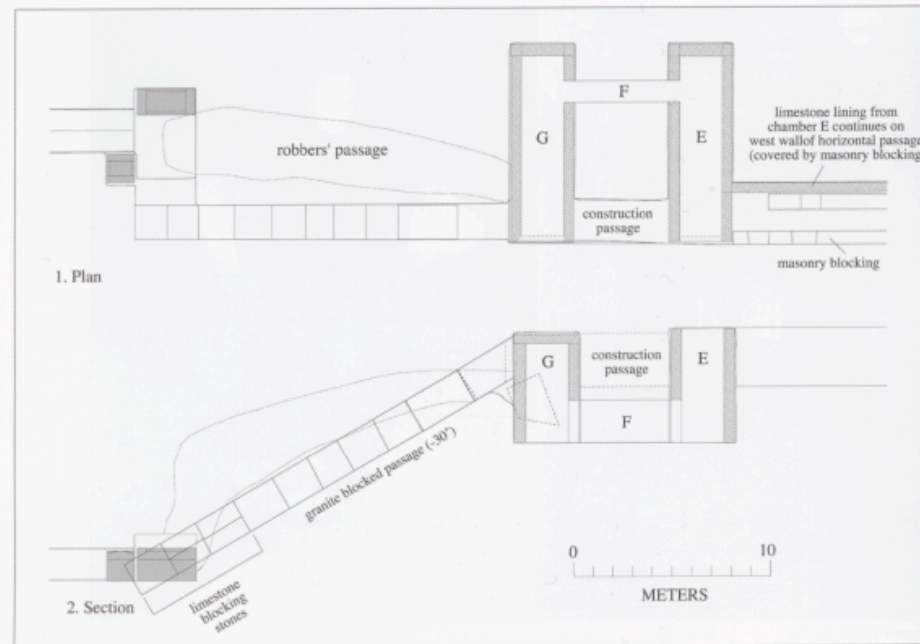 robbers' passage
G
F
E
construction
passage
limestone lining from
chamber E continues on
west wallof horizontal passage
(covered by masonry blocking
masonry blocking
1. Plan
G
construction
passage
E
F
granite blocked passage (-30°)
limestone
blocking
stones
2. Section
0
10
METERS